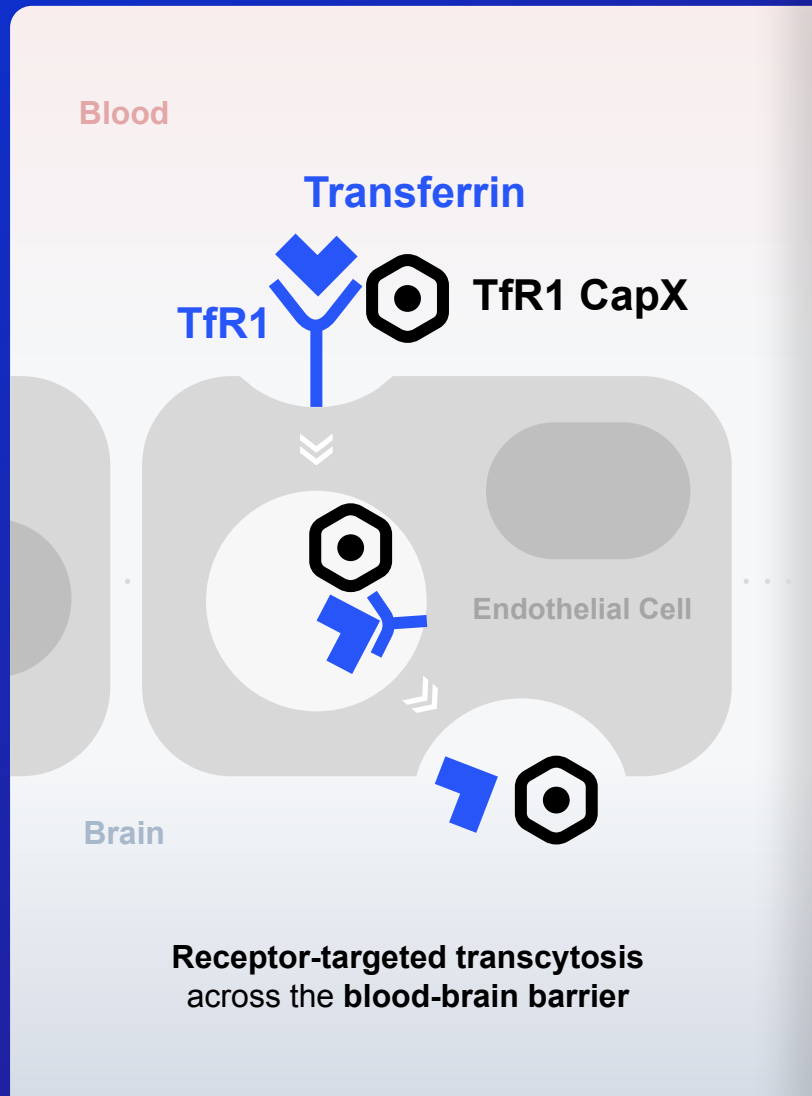 Blood
Transferrin
TfR1
TfR1 CapX
Endothelial Cell
Brain
Receptor-targeted transcytosis
across the blood-brain barrier